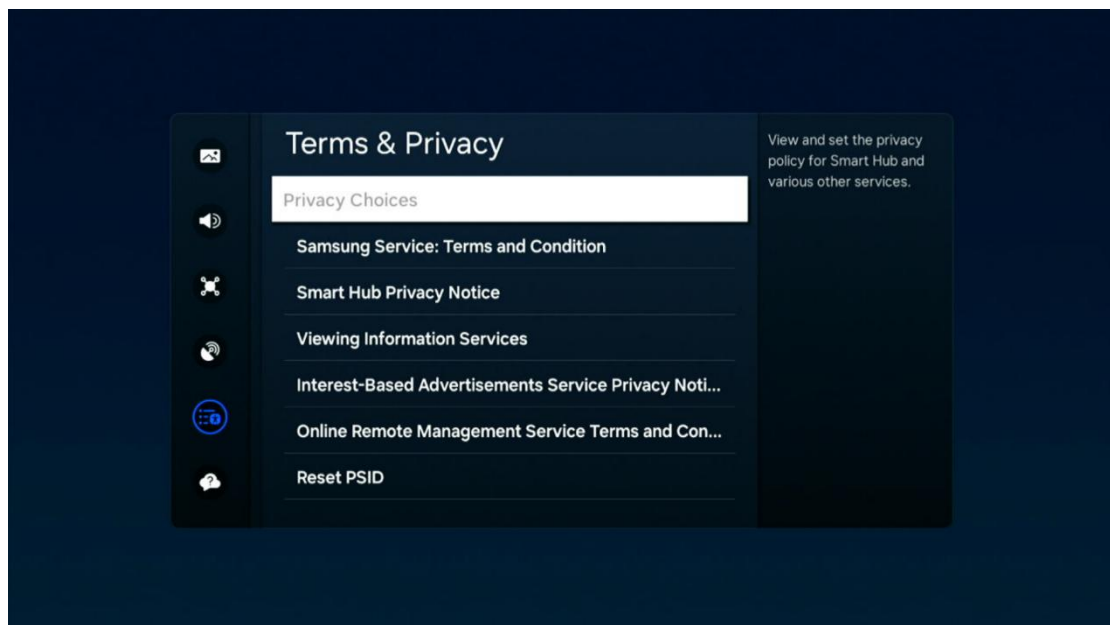 Terms & Privacy
Privacy Choices
Samsung Service: Terms and Condition
Smart Hub Privacy Notice
Viewing Information Services
Interest-Based Advertisements Service Privacy Noti...
Online Remote Management Service Terms and Con...
Reset PSID
View and set the privacy
policy for Smart Hub and
various other services.